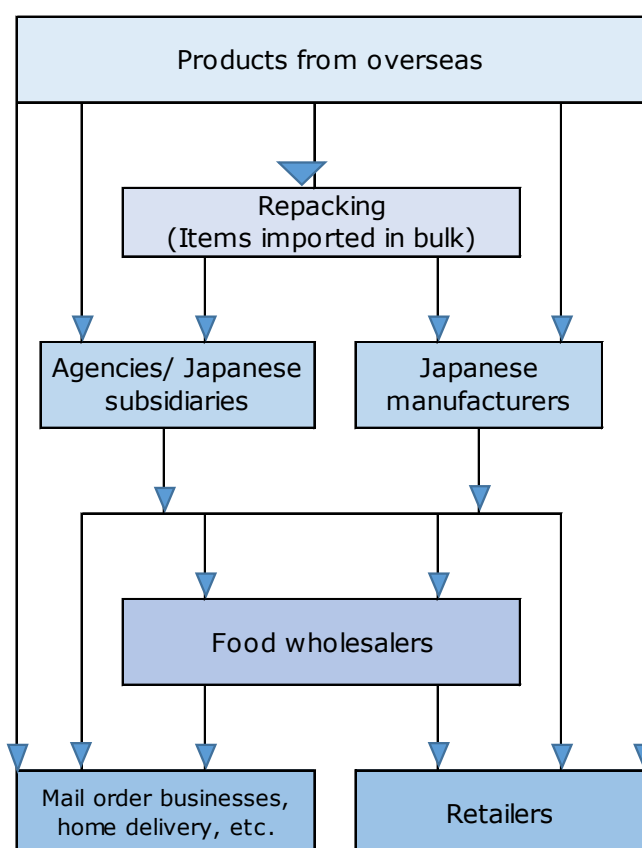 Products from overseas
Repacking
(Items imported in bulk)
Agencies/ Japanese
subsidiaries
Japanese
manufacturers
Food wholesalers
Mail order businesses,
home delivery, etc.
Retailers